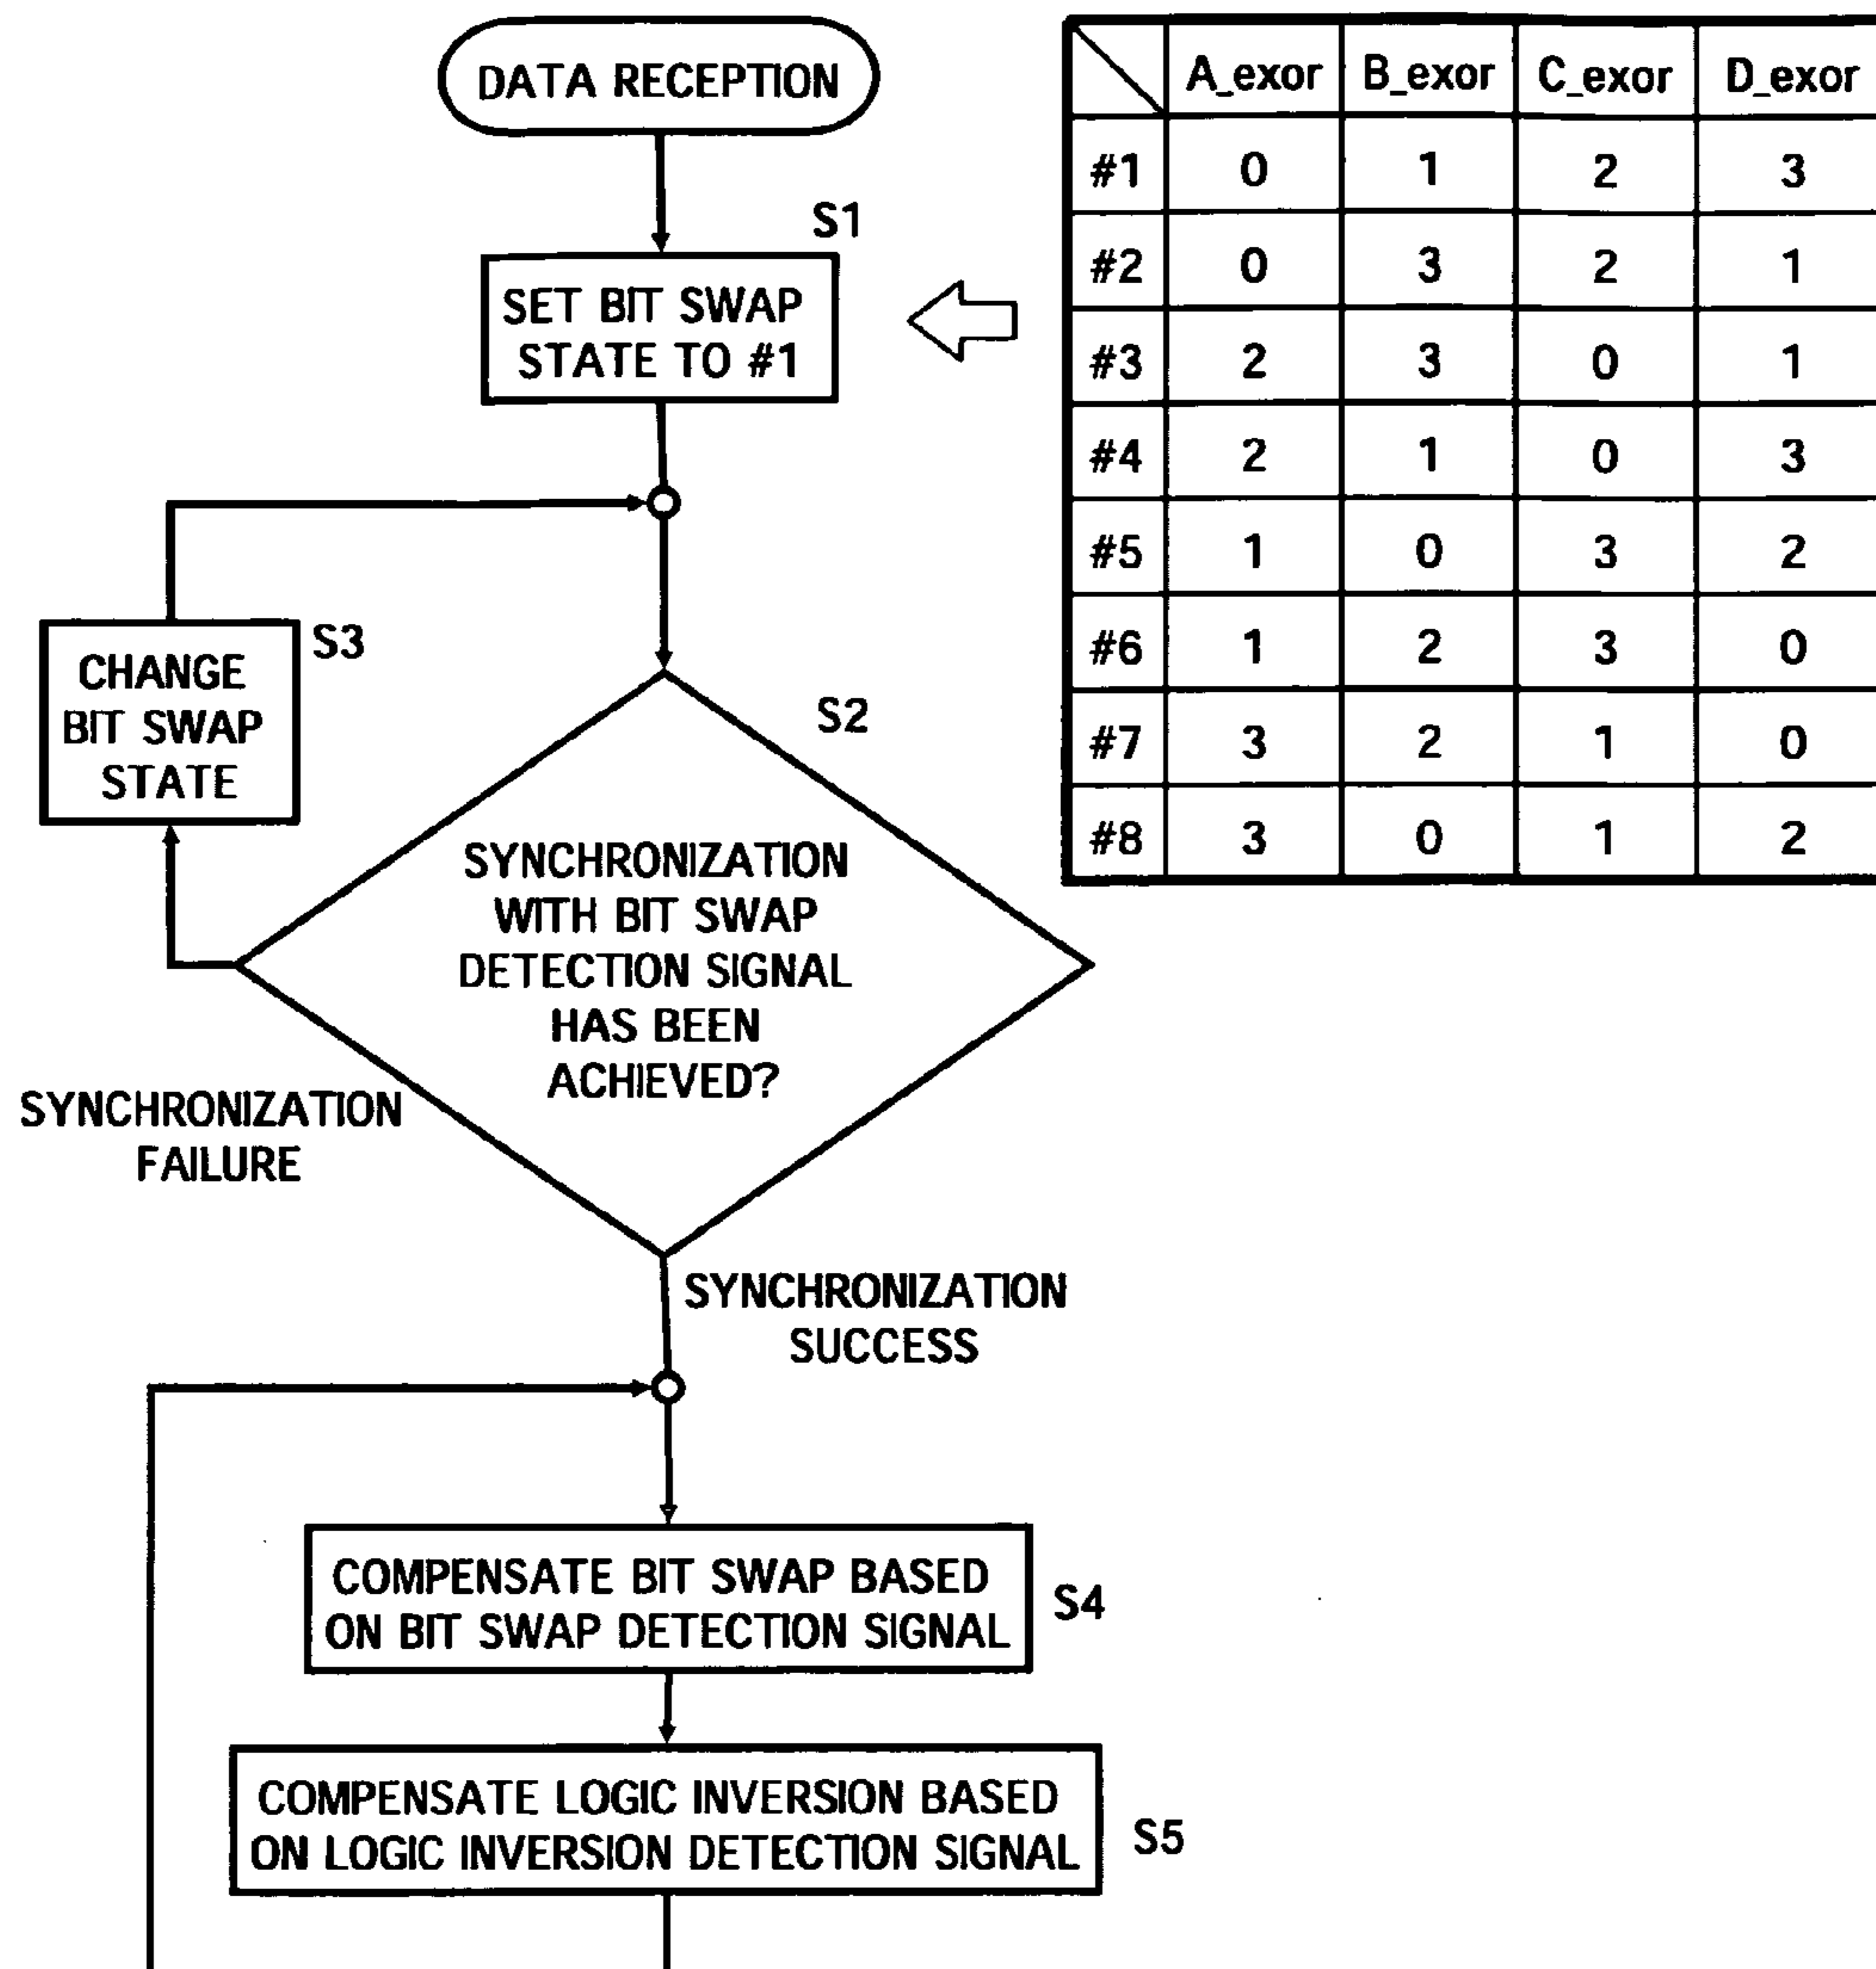 DATA RECEPTION
S1
SET BIT SWAP
STATE TO #1
A_exor B_exor C_exor D_exor
#1 0 1 2 3
#2 0 3 2 1
#3 2 3 0 1
#4 2 1 0 3
#5 1 0 3 2
#6 1 2 3 0
#7 3 2 1 0
#8 3 0 1 2
S3
CHANGE
BIT SWAP
STATE
S2
SYNCHRONIZATION
WITH BIT SWAP
DETECTION SIGNAL
HAS BEEN
ACHIEVED?
SYNCHRONIZATION
FAILURE
SYNCHRONIZATION
SUCCESS
COMPENSATE BIT SWAP BASED
ON BIT SWAP DETECTION SIGNAL
S4
COMPENSATE LOGIC INVERSION BASED
ON LOGIC INVERSION DETECTION SIGNAL
S5